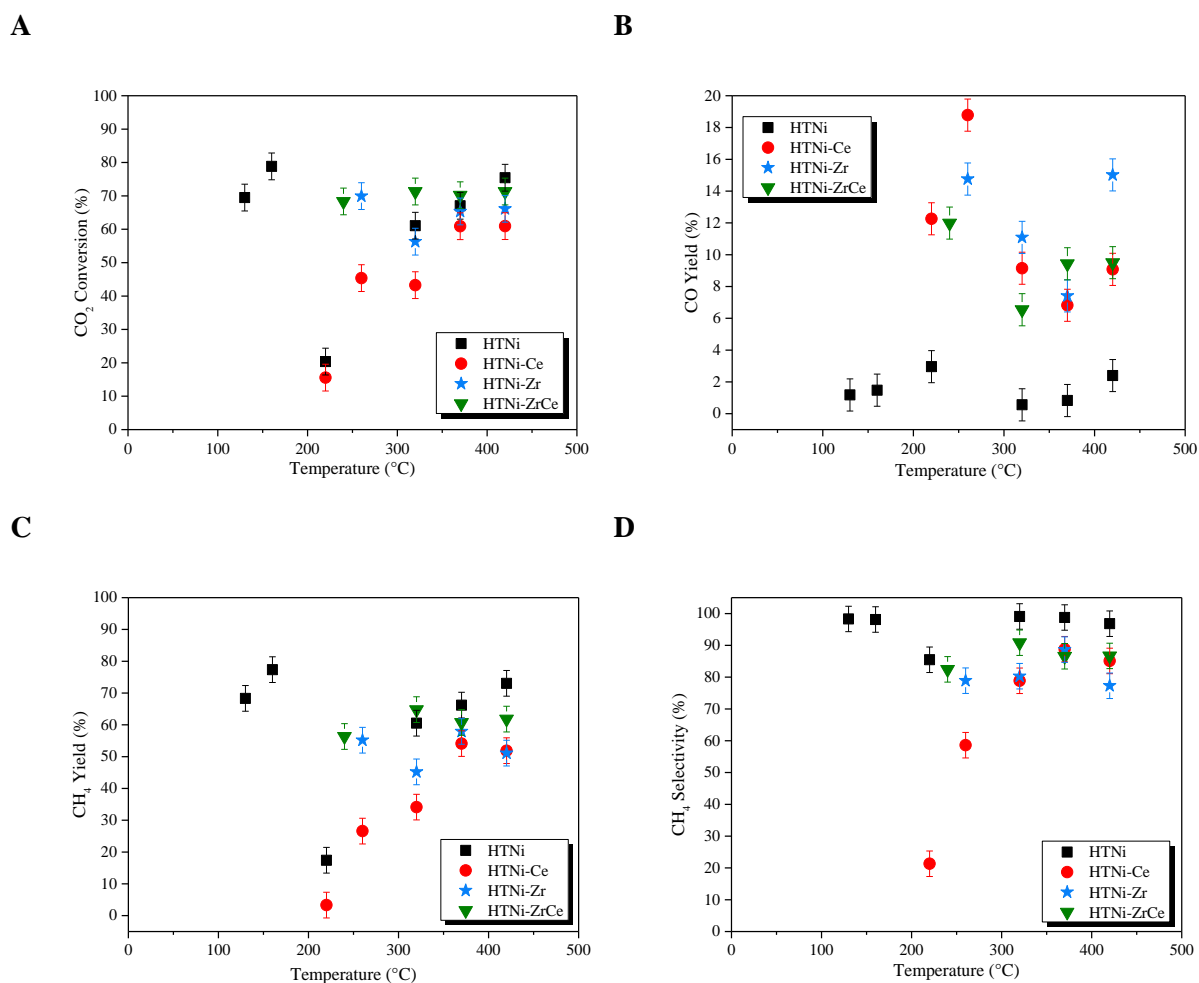 A
B
100
90
80
70
60
50
40
30
20
10
0
CO₂ Conversion (%)
HTNi
HTNi-Ce
HTNi-Zr
HTNi-ZrCe
0 100 200 300 400 500
Temperature (°C)
20
18
16
14
12
10
8
6
4
2
0
CO Yield (%)
HTNi
HTNi-Ce
HTNi-Zr
HTNi-ZrCe
0 100 200 300 400 500
Temperature (°C)
C
D
100
90
80
70
60
50
40
30
20
10
0
CH₄ Yield (%)
HTNi
HTNi-Ce
HTNi-Zr
HTNi-ZrCe
0 100 200 300 400 500
Temperature (°C)
100
90
80
70
60
50
40
30
20
10
0
CH₄ Selectivity (%)
HTNi
HTNi-Ce
HTNi-Zr
HTNi-ZrCe
0 100 200 300 400 500
Temperature (°C)